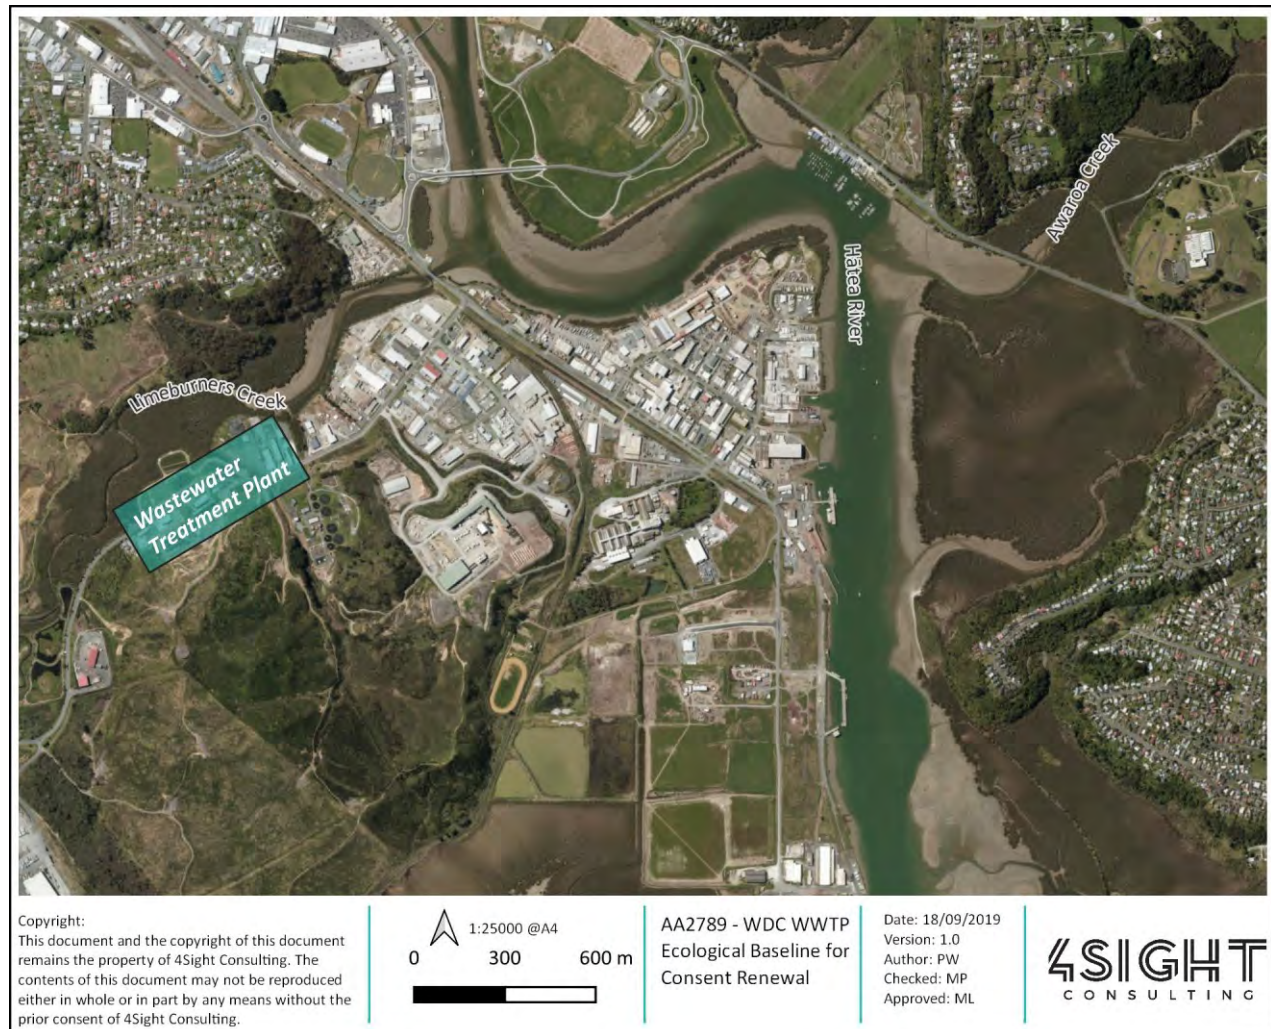 Awaroa Creek
Hātea River
Limeburners Creek
Wastewater
Treatment Plant
Copyright:
This document and the copyright of this document
remains the property of 4Sight Consulting. The
contents of this document may not be reproduced
either in whole or in part by any means without the
prior consent of 4Sight Consulting.
1:25000 @A4
0 300 600 m
AA2789 - WDC WWTP
Ecological Baseline for
Consent Renewal
Date: 18/09/2019
Version: 1.0
Author: PW
Checked: MP
Approved: ML
4SIGHT
CONSULTING